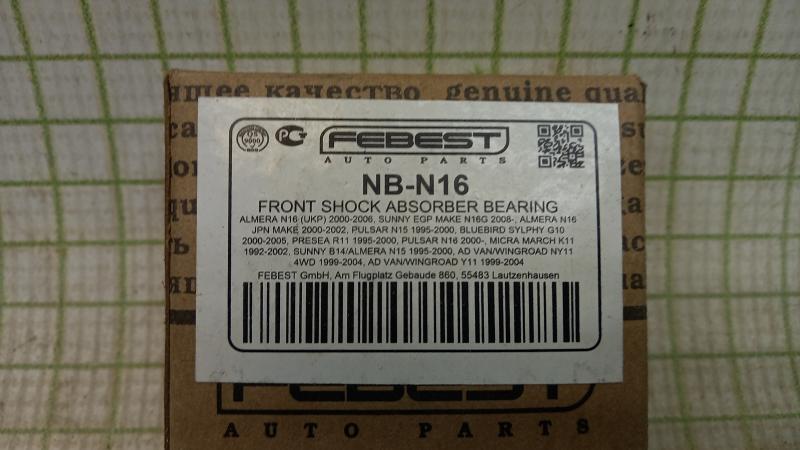 качество genuine
QS
9000
РС
FEBEST
AUTO PARTS
NB-N16
FRONT SHOCK ABSORBER BEARING
ALMERA N16 (UKP) 2000-2006, SUNNY EGP MAKE N16G 2008-, ALMERA N16
JPN MAKE 2000-2002, PULSAR N15 1995-2000, BLUEBIRD SYLPHY G10
2000-2005, PRESEA R11 1995-2000, PULSAR N16 2000-, MICRA MARCH K11
1992-2002, SUNNY B14/ALMERA N15 1995-2000, AD VAN/WINGROAD NY11
4WD 1999-2004, AD VAN/WINGROAD Y11 1999-2004
FEBEST GmbH, Am Flugplatz Gebaude 860, 55483 Lautzenhausen
FEBEST
AUTO PARTS